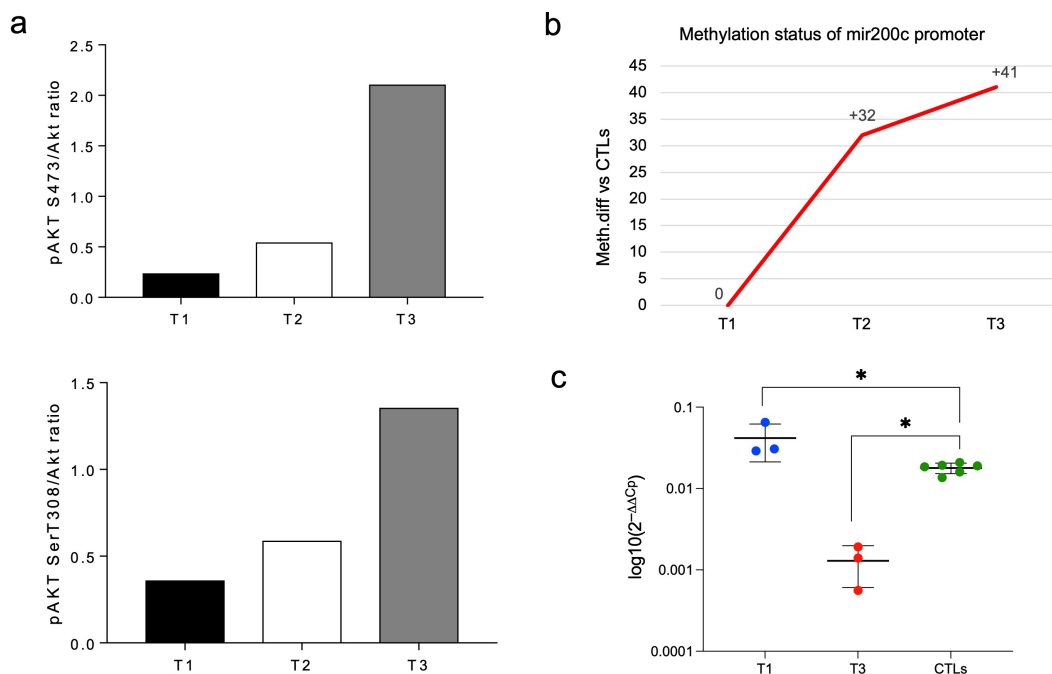 a
pAKT S473/Akt ratio
2.5
2.0
1.5
1.0
0.5
0.0
T1 T2 T3
pAKT SerT308/Akt ratio
1.5
1.0
0.5
0.0
T1 T2 T3
b
Methylation status of mir200c promoter
Meth.diff vs CTLs
45
40
35
30
25
20
15
10
5
0
0
+32
+41
T1 T2 T3
c
log10(2^−ΔΔCp)
*
*
0.1
0.01
0.001
0.0001
T1 T3 CTLs